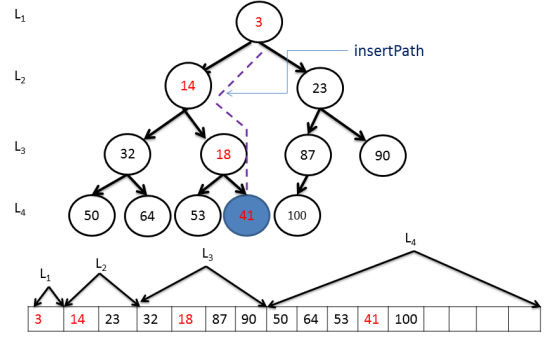 L1 3
insertPath
L2 14 23
L3 32 18 87 90
L4 50 64 53 41 100
L1 L2 L3 L4
3 14 23 32 18 87 90 50 64 53 41 100